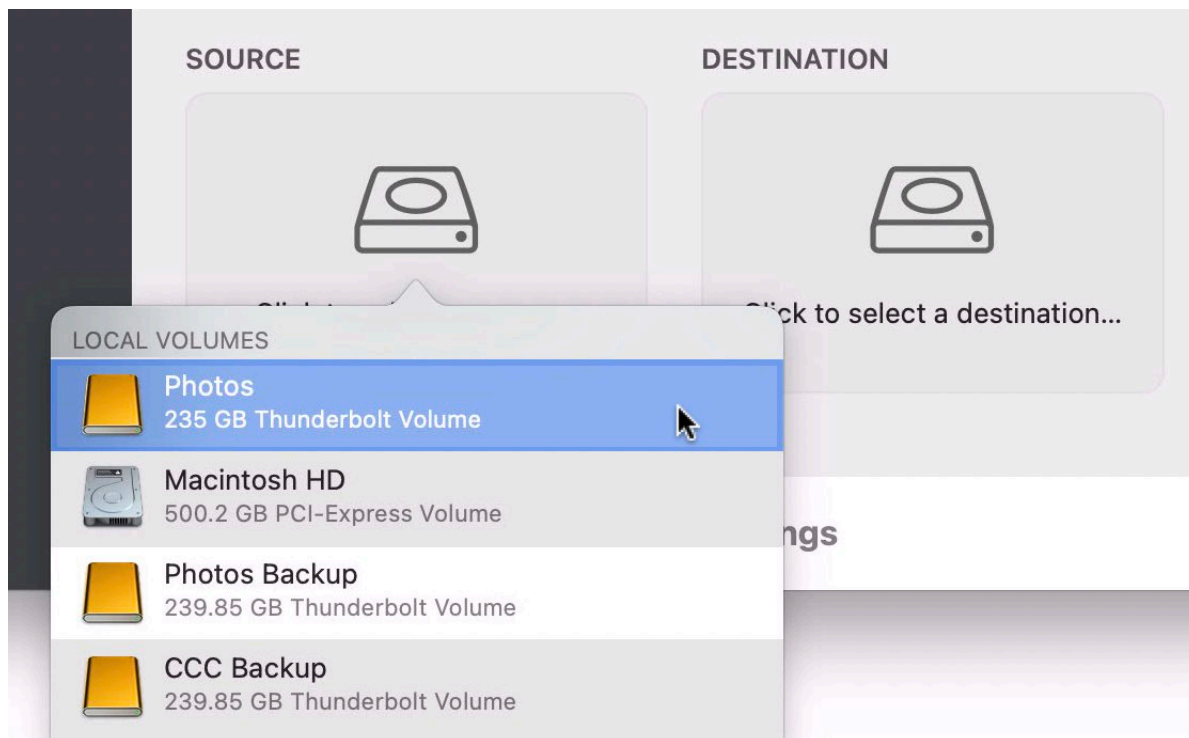 SOURCE
DESTINATION
to select a destination...
LOCAL VOLUMES
Photos
235 GB Thunderbolt Volume
Macintosh HD
500.2 GB PCI-Express Volume
Photos Backup
239.85 GB Thunderbolt Volume
CCC Backup
239.85 GB Thunderbolt Volume